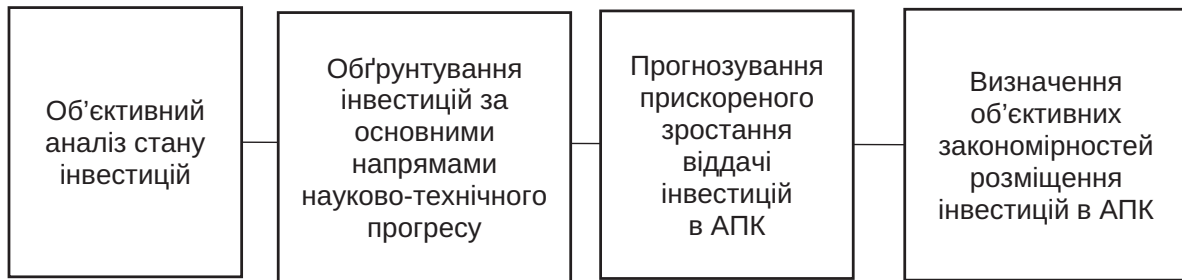 Об’єктивний
аналіз стану
інвестицій
Обґрунтування
інвестицій за
основними
напрямами
науково-технічного
прогресу
Прогнозування
прискореного
зростання
віддачі
інвестицій
в АПК
Визначення
об’єктивних
закономірностей
розміщення
інвестицій в АПК